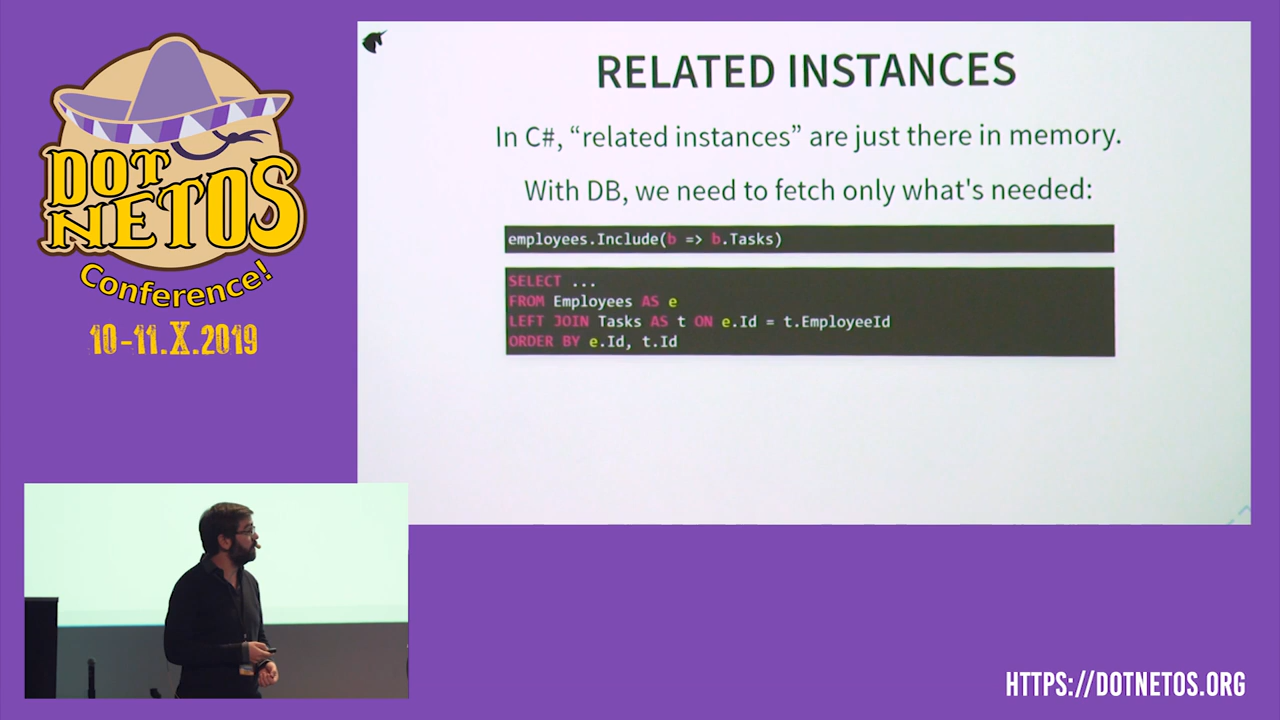 DOT
NETOS
Conference!
10-11.X.2019
RELATED INSTANCES
In C#, “related instances” are just there in memory.
With DB, we need to fetch only what's needed:
employees.Include(b => b.Tasks)
SELECT ...
FROM Employees AS e
LEFT JOIN Tasks AS t ON e.Id = t.EmployeeId
ORDER BY e.Id, t.Id
HTTPS://DOTNETOS.ORG